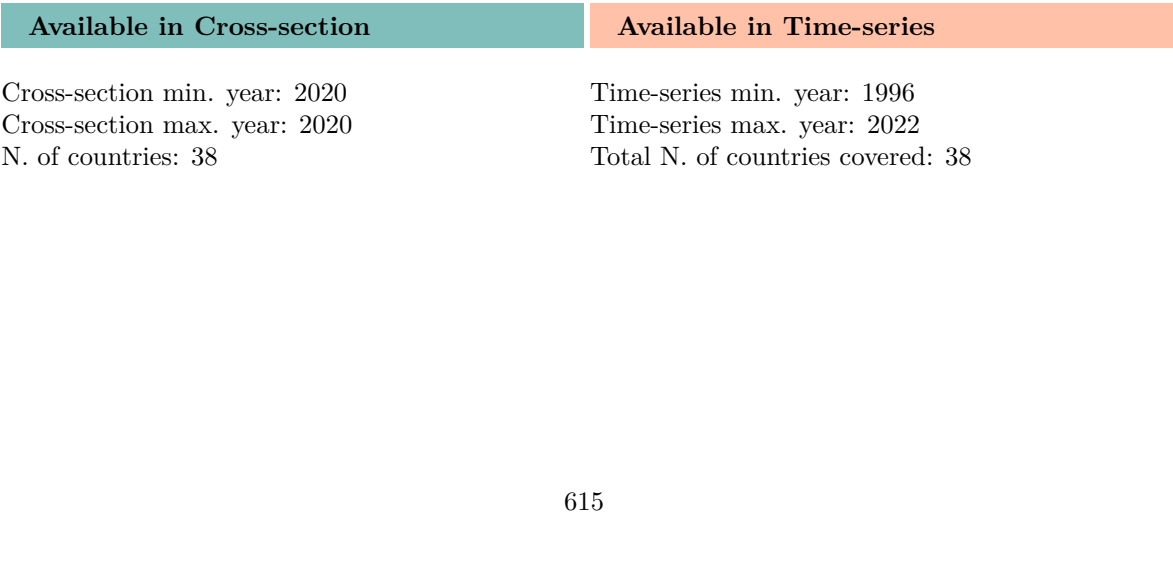 Available in Cross-section
Cross-section min. year: 2020
Cross-section max. year: 2020
N. of countries: 38
Available in Time-series
Time-series min. year: 1996
Time-series max. year: 2022
Total N. of countries covered: 38
615